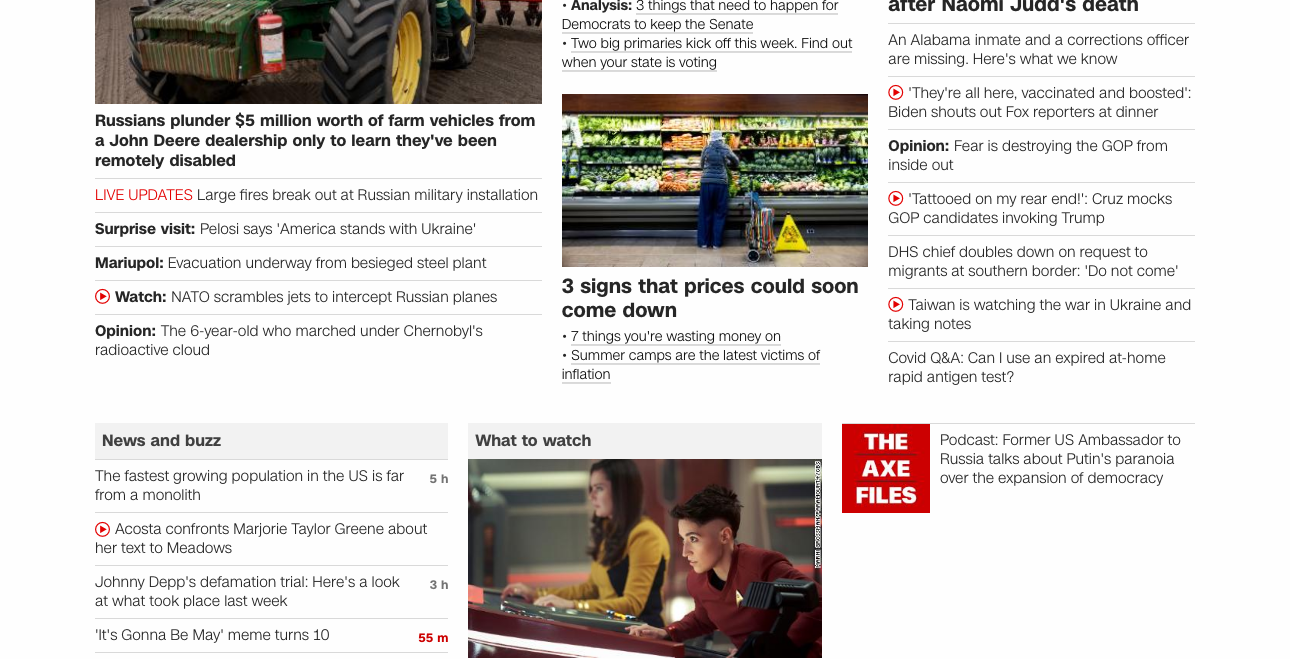 Russians plunder $5 million worth of farm vehicles from
a John Deere dealership only to learn they've been
remotely disabled
LIVE UPDATES Large fires break out at Russian military installation
Surprise visit: Pelosi says 'America stands with Ukraine'
Mariupol: Evacuation underway from besieged steel plant
Watch: NATO scrambles jets to intercept Russian planes
Opinion: The 6-year-old who marched under Chernobyl's
radioactive cloud
• Analysis: 3 things that need to happen for
Democrats to keep the Senate
• Two big primaries kick off this week. Find out
when your state is voting
3 signs that prices could soon
come down
• 7 things you're wasting money on
• Summer camps are the latest victims of
inflation
after Naomi Judd's death
An Alabama inmate and a corrections officer
are missing. Here's what we know
'They're all here, vaccinated and boosted':
Biden shouts out Fox reporters at dinner
Opinion: Fear is destroying the GOP from
inside out
'Tattooed on my rear end!': Cruz mocks
GOP candidates invoking Trump
DHS chief doubles down on request to
migrants at southern border: 'Do not come'
Taiwan is watching the war in Ukraine and
taking notes
Covid Q&A: Can I use an expired at-home
rapid antigen test?
News and buzz
The fastest growing population in the US is far
from a monolith
5 h
Acosta confronts Marjorie Taylor Greene about
her text to Meadows
Johnny Depp's defamation trial: Here's a look
at what took place last week
3 h
'It's Gonna Be May' meme turns 10
55 m
What to watch
THE
AXE
FILES
Podcast: Former US Ambassador to
Russia talks about Putin's paranoia
over the expansion of democracy